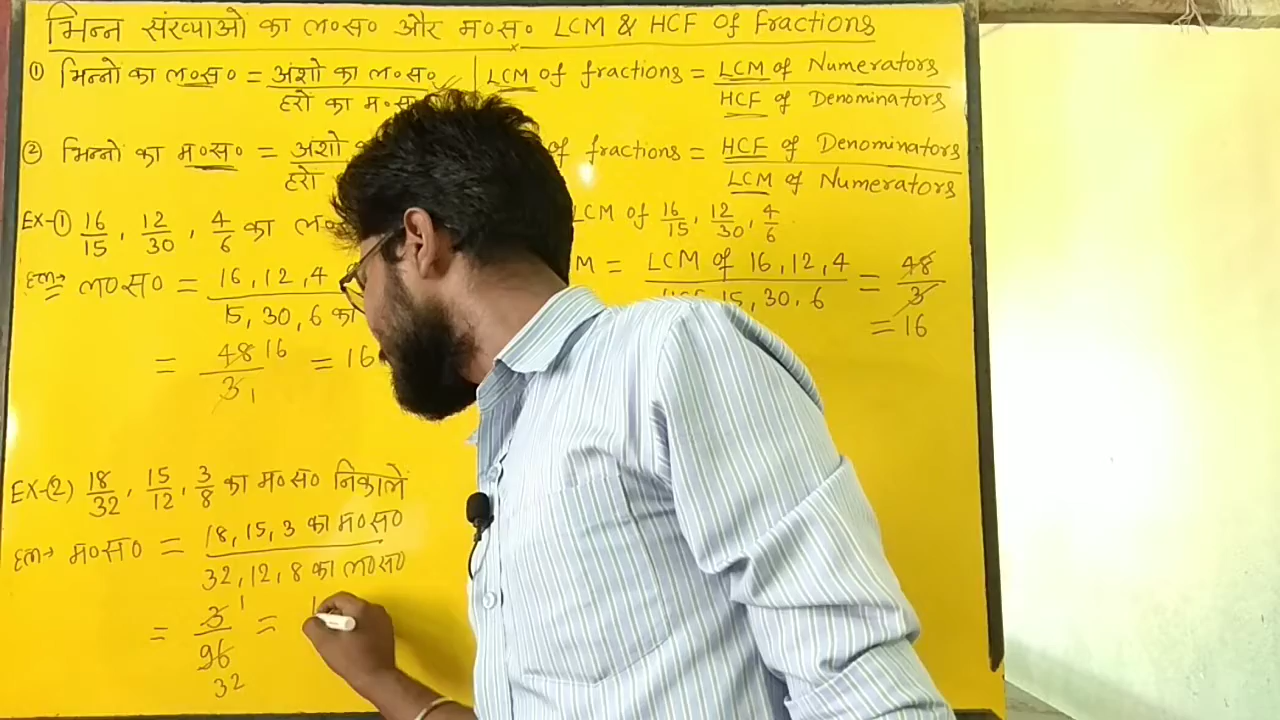 भिन्न संख्याओं का ल०स० और म०स० LCM & HCF of Fractions
① भिन्नों का ल०स० = अंशो का ल०स० / हरों का म०स
LCM of fractions = LCM of Numerators / HCF of Denominators
② भिन्नों का म०स० = अंशो / हरो
of fractions = HCF of Denominators / LCM of Numerators
EX-① 16/15, 12/30, 4/6 का ल०
LCM of 16/15, 12/30, 4/6
हल→ ल०स० = 16, 12, 4 / 15, 30, 6 का
M = LCM of 16, 12, 4 / 15, 30, 6 = 48/3
= 16
= 48 16 / 3 1 = 16
EX-(2) 18/32, 15/12, 3/8 का म०स० निकालें
हल→ म०स० = 18, 15, 3 का म०स० / 32, 12, 8 का ल०स०
= 3 1 / 96 32 = 1